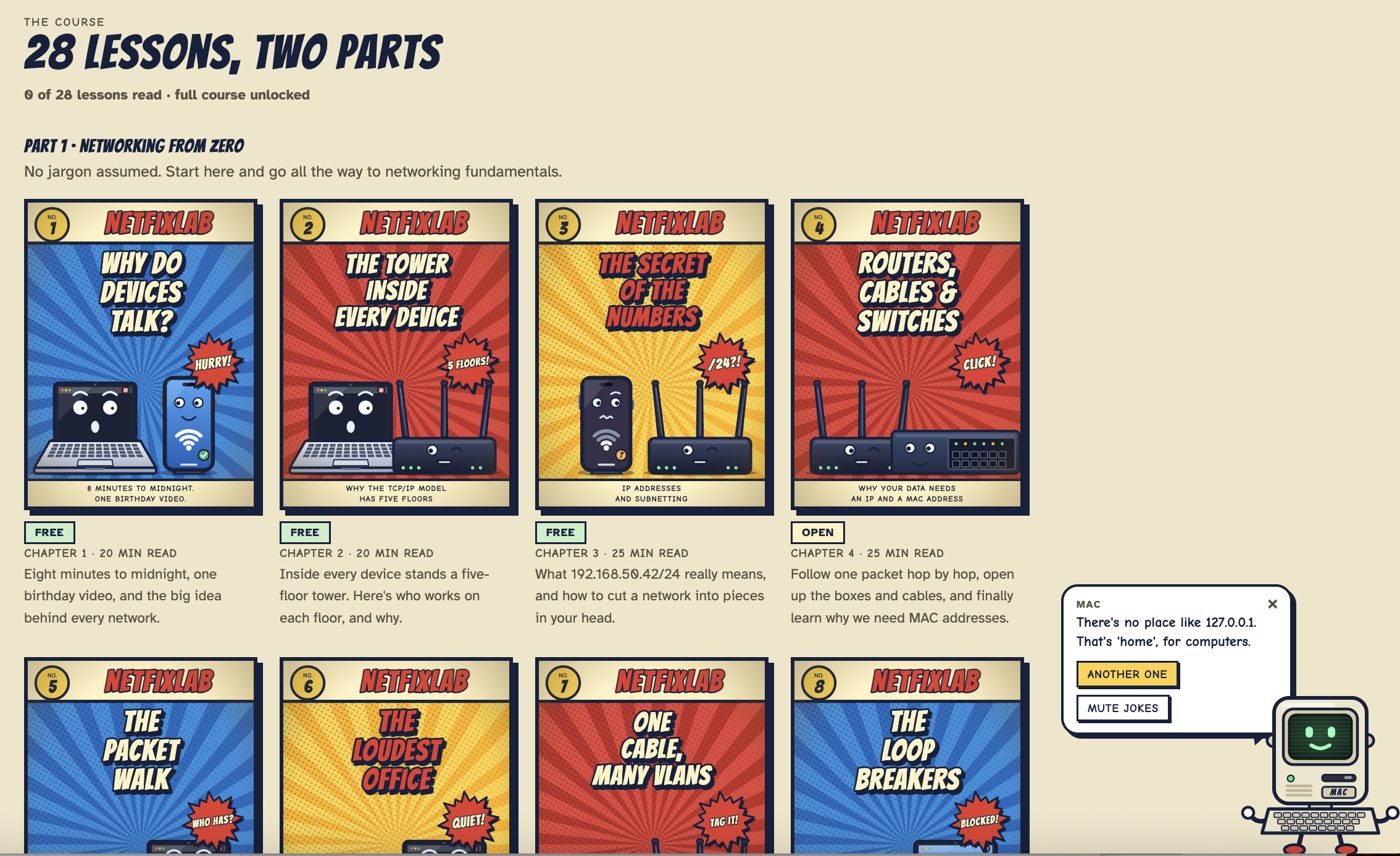 THE COURSE
28 LESSONS, TWO PARTS
0 of 28 lessons read · full course unlocked
PART 1 · NETWORKING FROM ZERO
No jargon assumed. Start here and go all the way to networking fundamentals.
NO.
1
NETFIXLAB
WHY DO
DEVICES
TALK?
HURRY!
8 MINUTES TO MIDNIGHT.
ONE BIRTHDAY VIDEO.
FREE
CHAPTER 1 · 20 MIN READ
Eight minutes to midnight, one
birthday video, and the big idea
behind every network.
NO.
2
NETFIXLAB
THE TOWER
INSIDE
EVERY DEVICE
5 FLOORS!
WHY THE TCP/IP MODEL
HAS FIVE FLOORS
FREE
CHAPTER 2 · 20 MIN READ
Inside every device stands a five-
floor tower. Here's who works on
each floor, and why.
NO.
3
NETFIXLAB
THE SECRET
OF THE
NUMBERS
/24?!
?
IP ADDRESSES
AND SUBNETTING
FREE
CHAPTER 3 · 25 MIN READ
What 192.168.50.42/24 really means,
and how to cut a network into pieces
in your head.
NO.
4
NETFIXLAB
ROUTERS,
CABLES &
SWITCHES
CLICK!
WHY YOUR DATA NEEDS
AN IP AND A MAC ADDRESS
OPEN
CHAPTER 4 · 25 MIN READ
Follow one packet hop by hop, open
up the boxes and cables, and finally
learn why we need MAC addresses.
NO.
5
NETFIXLAB
THE
PACKET
WALK
WHO HAS?
NO.
6
NETFIXLAB
THE
LOUDEST
OFFICE
QUIET!
NO.
7
NETFIXLAB
ONE
CABLE,
MANY VLANS
TAG IT!
NO.
8
NETFIXLAB
THE
LOOP
BREAKERS
BLOCKED!
MAC
There's no place like 127.0.0.1.
That's 'home', for computers.
ANOTHER ONE
MUTE JOKES
MAC